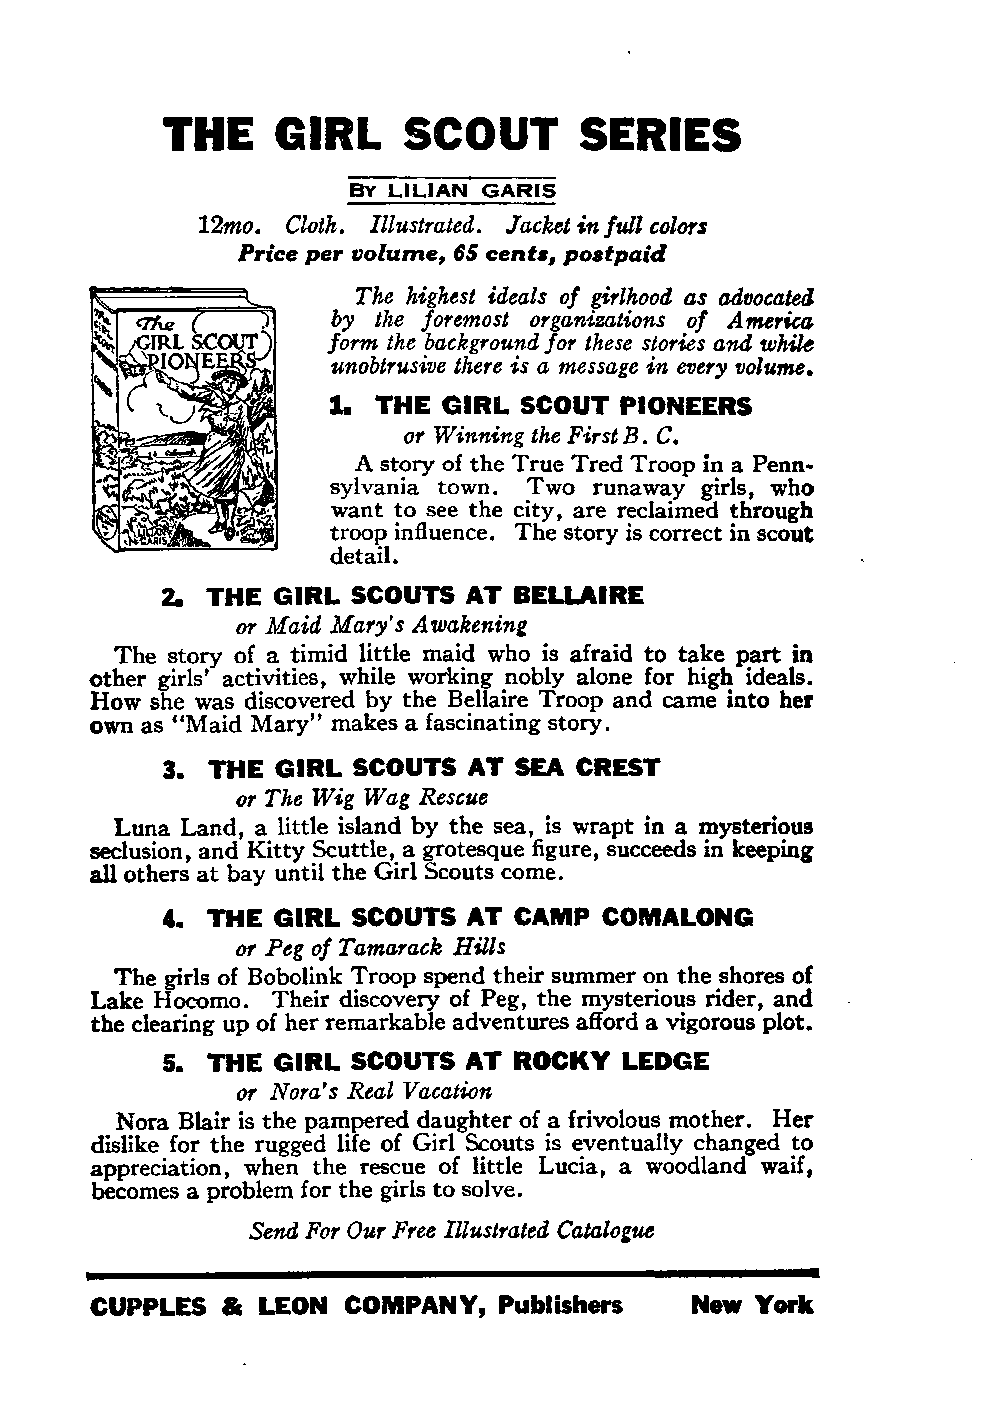 THE GIRL SCOUT SERIES
BY LILIAN GARIS
12mo. Cloth. Illustrated. Jacket in full colors
Price per volume, 65 cents, postpaid
The
GIRL SCOUT
PIONEERS
LILIAN
GARIS
The highest ideals of girlhood as advocated
by the foremost organizations of America
form the background for these stories and while
unobtrusive there is a message in every volume.
1. THE GIRL SCOUT PIONEERS
or Winning the First B. C.
A story of the True Tred Troop in a Penn-
sylvania town. Two runaway girls, who
want to see the city, are reclaimed through
troop influence. The story is correct in scout
detail.
2. THE GIRL SCOUTS AT BELLAIRE
or Maid Mary's Awakening
The story of a timid little maid who is afraid to take part in
other girls' activities, while working nobly alone for high ideals.
How she was discovered by the Bellaire Troop and came into her
own as "Maid Mary" makes a fascinating story.
3. THE GIRL SCOUTS AT SEA CREST
or The Wig Wag Rescue
Luna Land, a little island by the sea, is wrapt in a mysterious
seclusion, and Kitty Scuttle, a grotesque figure, succeeds in keeping
all others at bay until the Girl Scouts come.
4. THE GIRL SCOUTS AT CAMP COMALONG
or Peg of Tamarack Hills
The girls of Bobolink Troop spend their summer on the shores of
Lake Hocomo. Their discovery of Peg, the mysterious rider, and
the clearing up of her remarkable adventures afford a vigorous plot.
5. THE GIRL SCOUTS AT ROCKY LEDGE
or Nora's Real Vacation
Nora Blair is the pampered daughter of a frivolous mother. Her
dislike for the rugged life of Girl Scouts is eventually changed to
appreciation, when the rescue of little Lucia, a woodland waif,
becomes a problem for the girls to solve.
Send For Our Free Illustrated Catalogue
CUPPLES & LEON COMPANY, Publishers New York